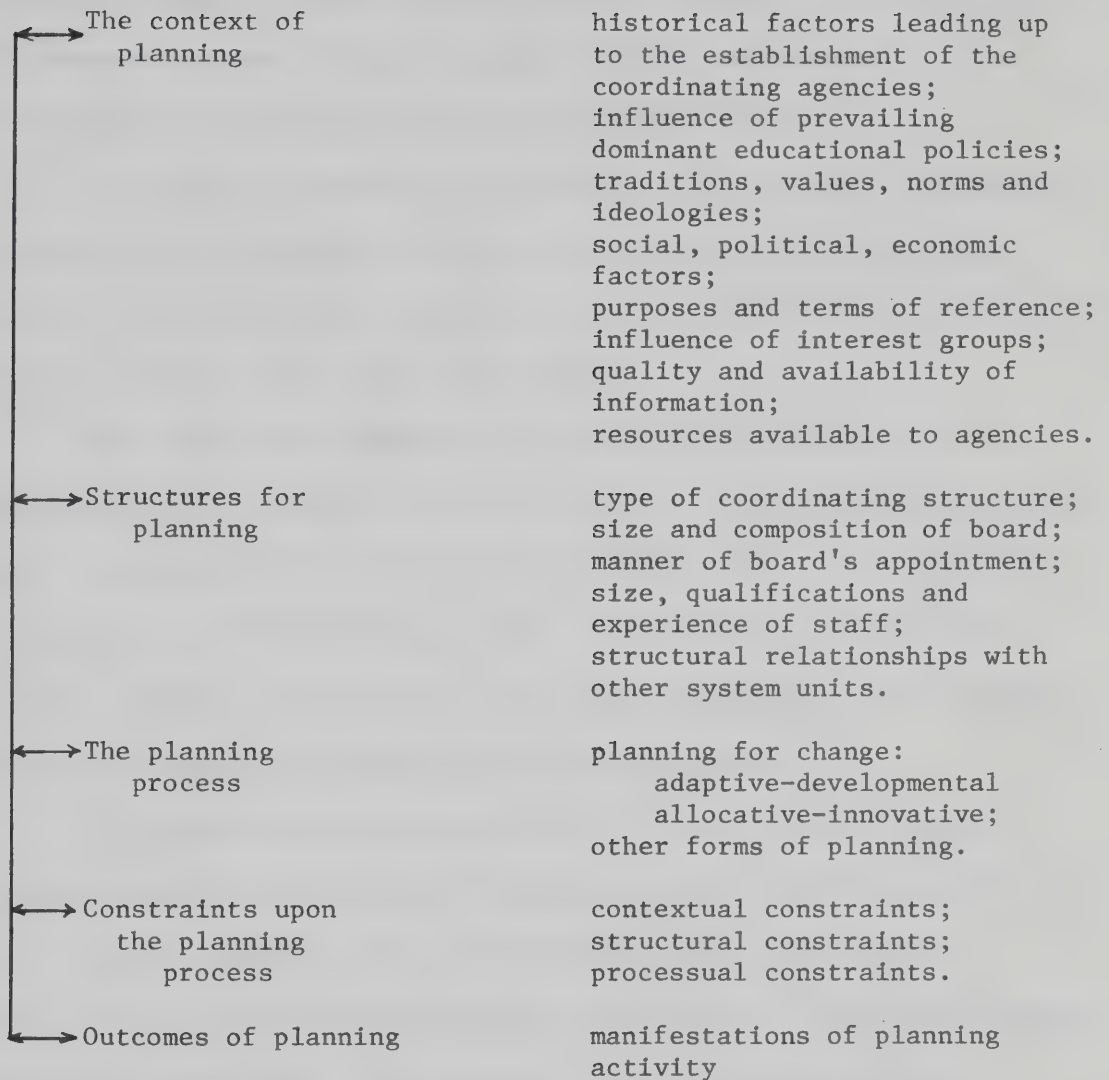 The context of
planning
historical factors leading up
to the establishment of the
coordinating agencies;
influence of prevailing
dominant educational policies;
traditions, values, norms and
ideologies;
social, political, economic
factors;
purposes and terms of reference;
influence of interest groups;
quality and availability of
information;
resources available to agencies.
Structures for
planning
type of coordinating structure;
size and composition of board;
manner of board's appointment;
size, qualifications and
experience of staff;
structural relationships with
other system units.
The planning
process
planning for change:
adaptive-developmental
allocative-innovative;
other forms of planning.
Constraints upon
the planning
process
contextual constraints;
structural constraints;
processual constraints.
Outcomes of planning
manifestations of planning
activity